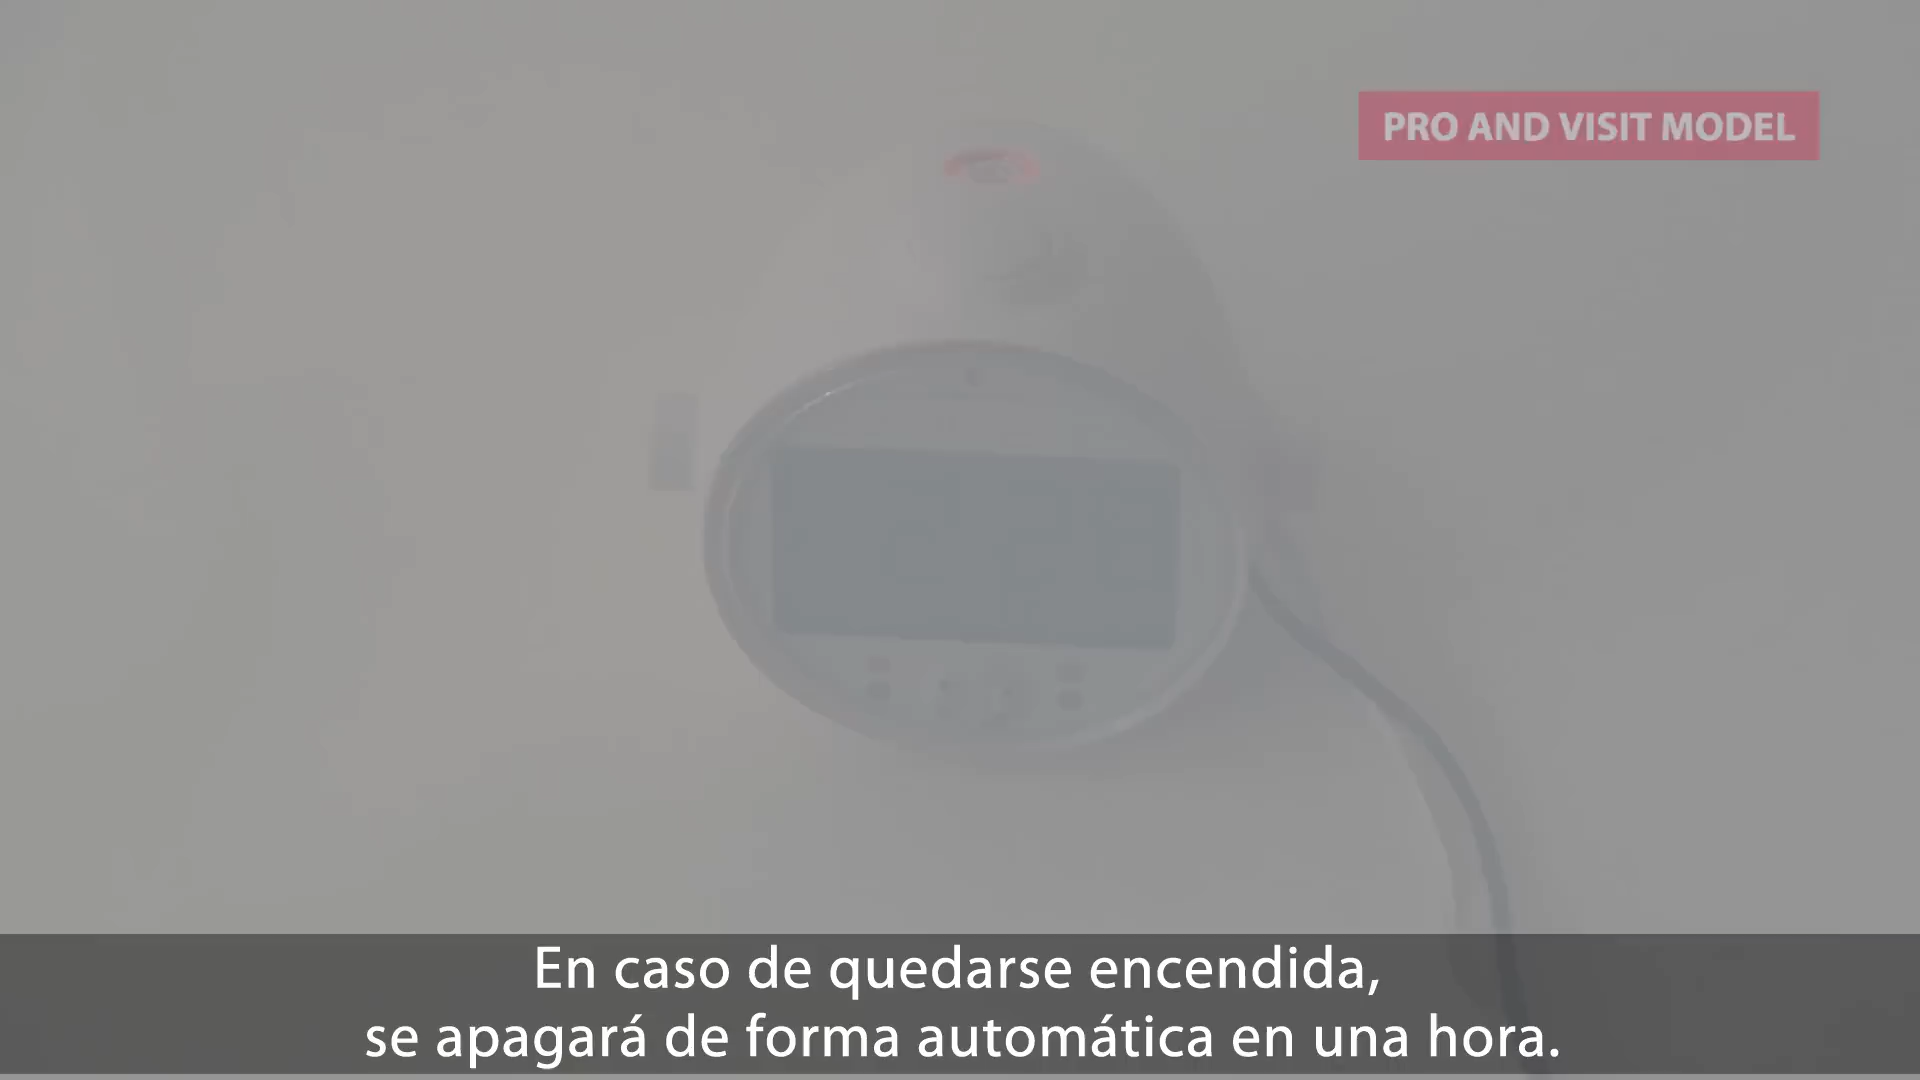 PRO AND VISIT MODEL
En caso de quedarse encendida,
se apagará de forma automática en una hora.